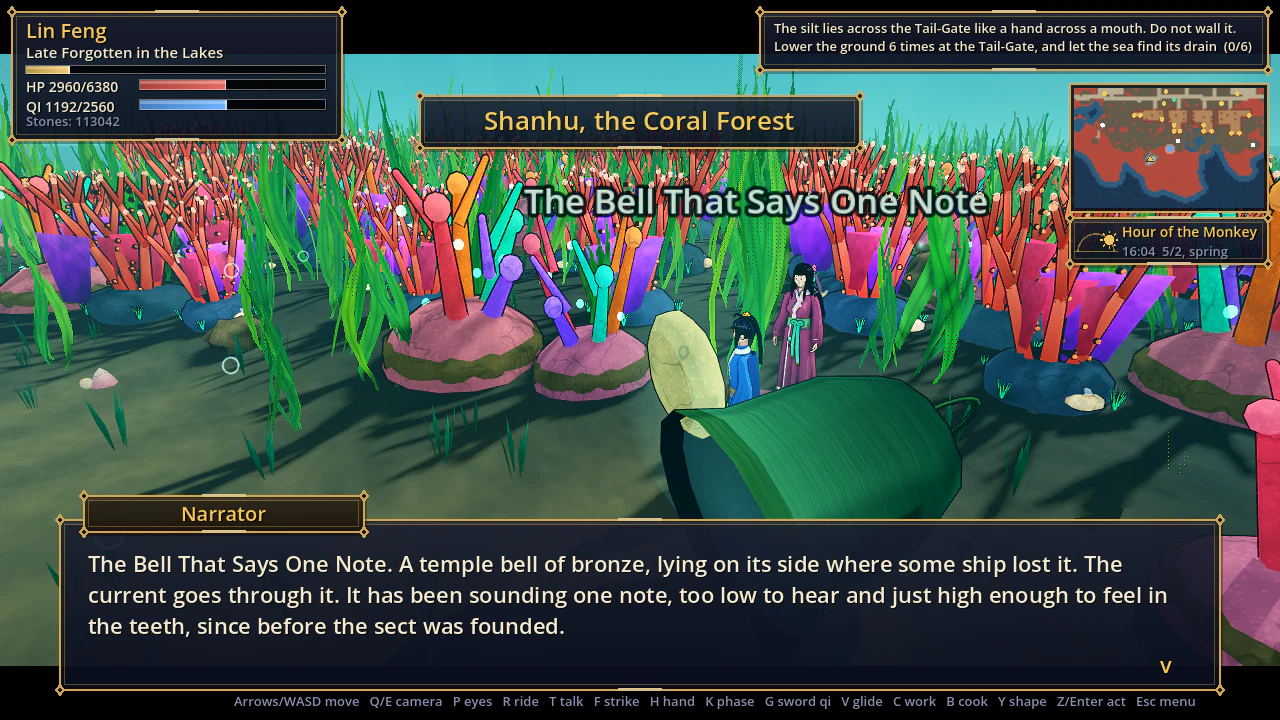 Lin Feng
Late Forgotten in the Lakes
HP 2960/6380
QI 1192/2560
Stones: 113042
The silt lies across the Tail-Gate like a hand across a mouth. Do not wall it.
Lower the ground 6 times at the Tail-Gate, and let the sea find its drain (0/6)
Shanhu, the Coral Forest
The Bell That Says One Note
Hour of the Monkey
16:04 5/2, spring
Narrator
The Bell That Says One Note. A temple bell of bronze, lying on its side where some ship lost it. The
current goes through it. It has been sounding one note, too low to hear and just high enough to feel in
the teeth, since before the sect was founded.
V
Arrows/WASD move Q/E camera P eyes R ride T talk F strike H hand K phase G sword qi V glide C work B cook Y shape Z/Enter act Esc menu